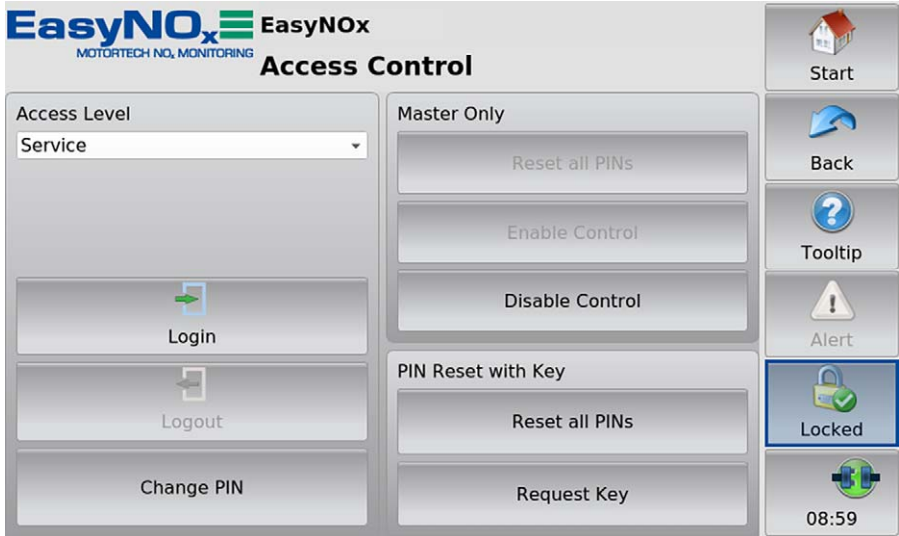 EasyNOx
MOTORTECH NOx MONITORING
EasyNOx
Access Control
Access Level
Service
Login
Logout
Change PIN
Master Only
Reset all PINs
Enable Control
Disable Control
PIN Reset with Key
Reset all PINs
Request Key
Start
Back
Tooltip
Alert
Locked
08:59